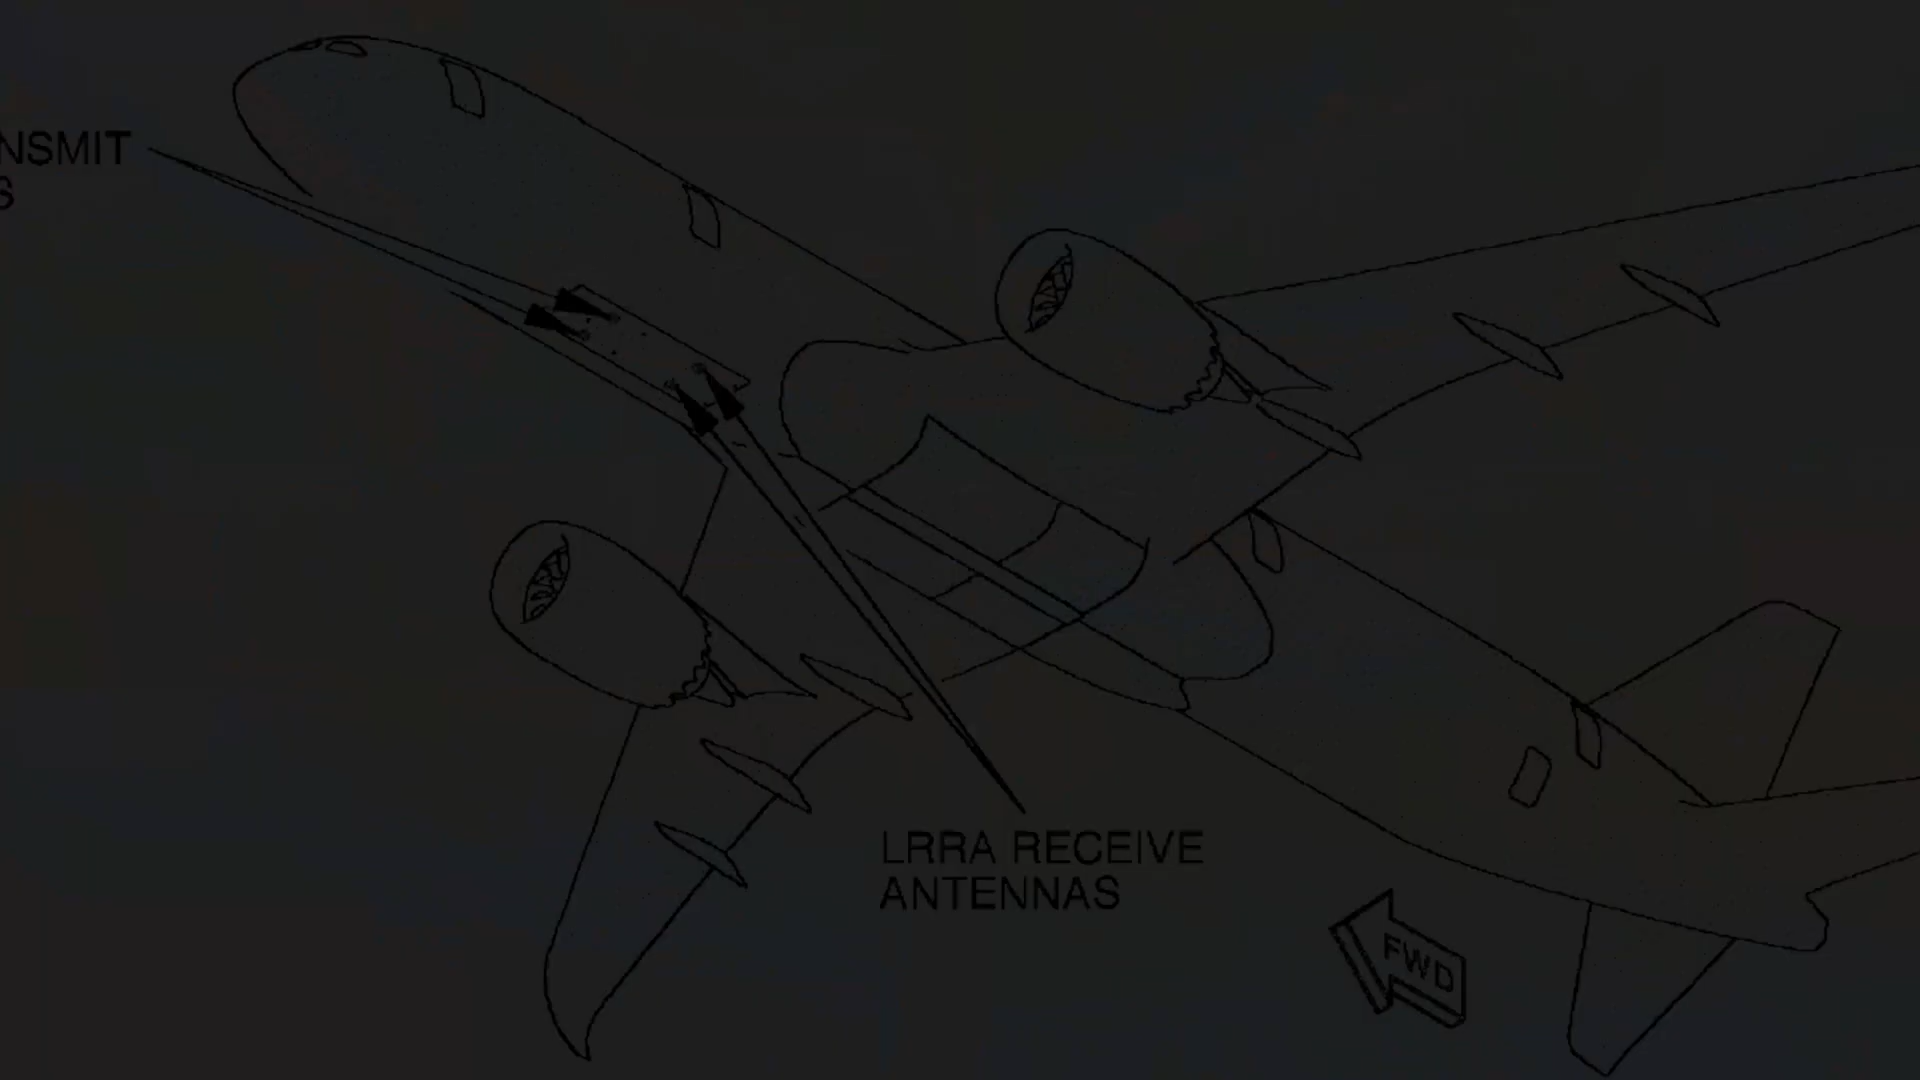 NSMIT
S
LRRA RECEIVE
ANTENNAS
FWD